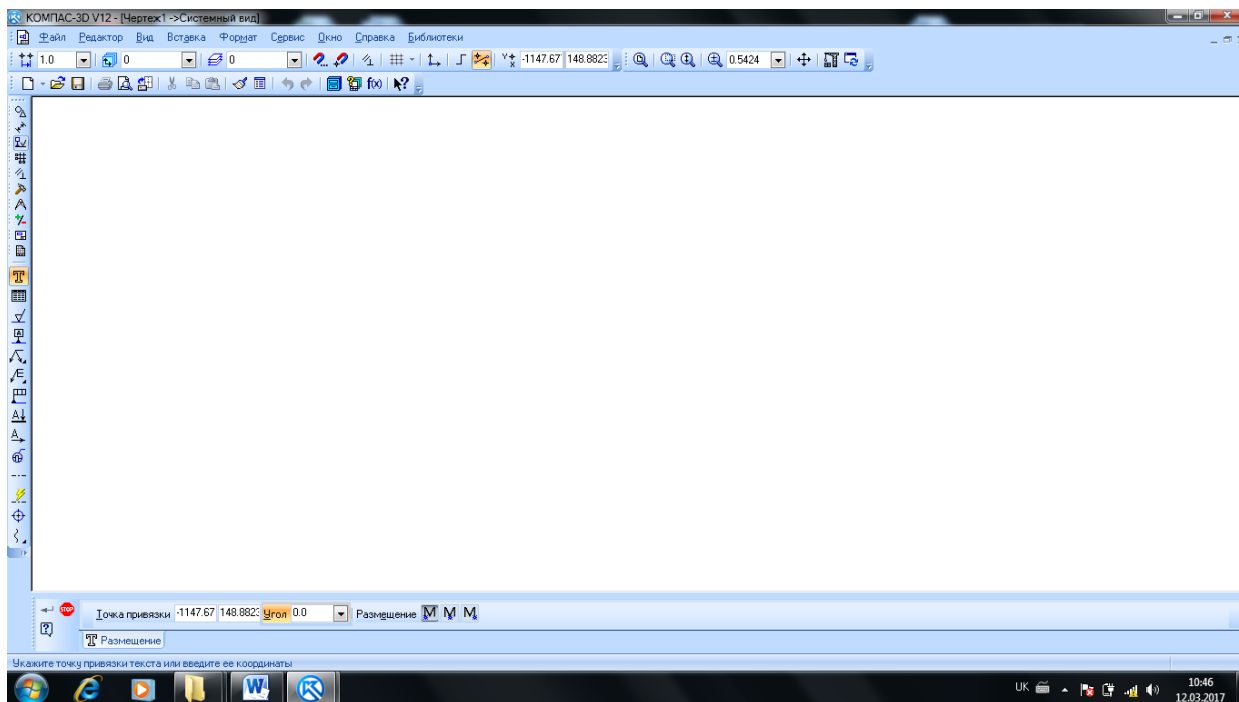 КОМПАС-3D V12 - [Чертеж1 ->Системный вид]
Файл Редактор Вид Вставка Формат Сервис Окно Справка Библиотеки
1.0 0 0 -1147.67 148.8823 0.5424
f(x)
Точка привязки -1147.67 148.882 Угол 0.0 Размещение
Размещение
Укажите точку привязки текста или введите ее координаты
UK 10:46
12.03.2017